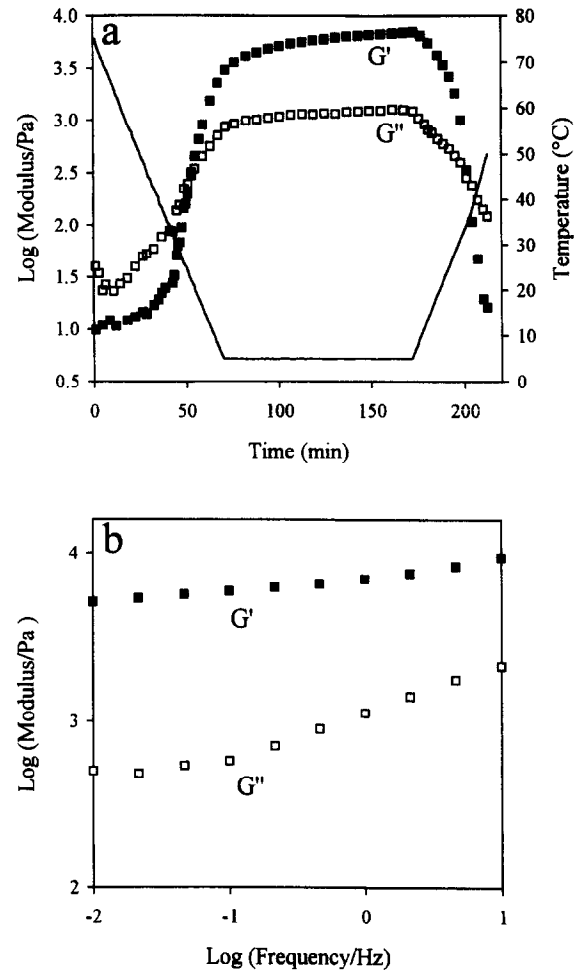 a
4.0
3.5
3.0
2.5
2.0
1.5
1.0
0.5
Log (Modulus/Pa)
G'
G"
80
70
60
50
40
30
20
10
0
Temperature (°C)
0 50 100 150 200
Time (min)
b
4
3
2
Log (Modulus/Pa )
G'
G"
-2 -1 0 1
Log (Frequency/Hz)